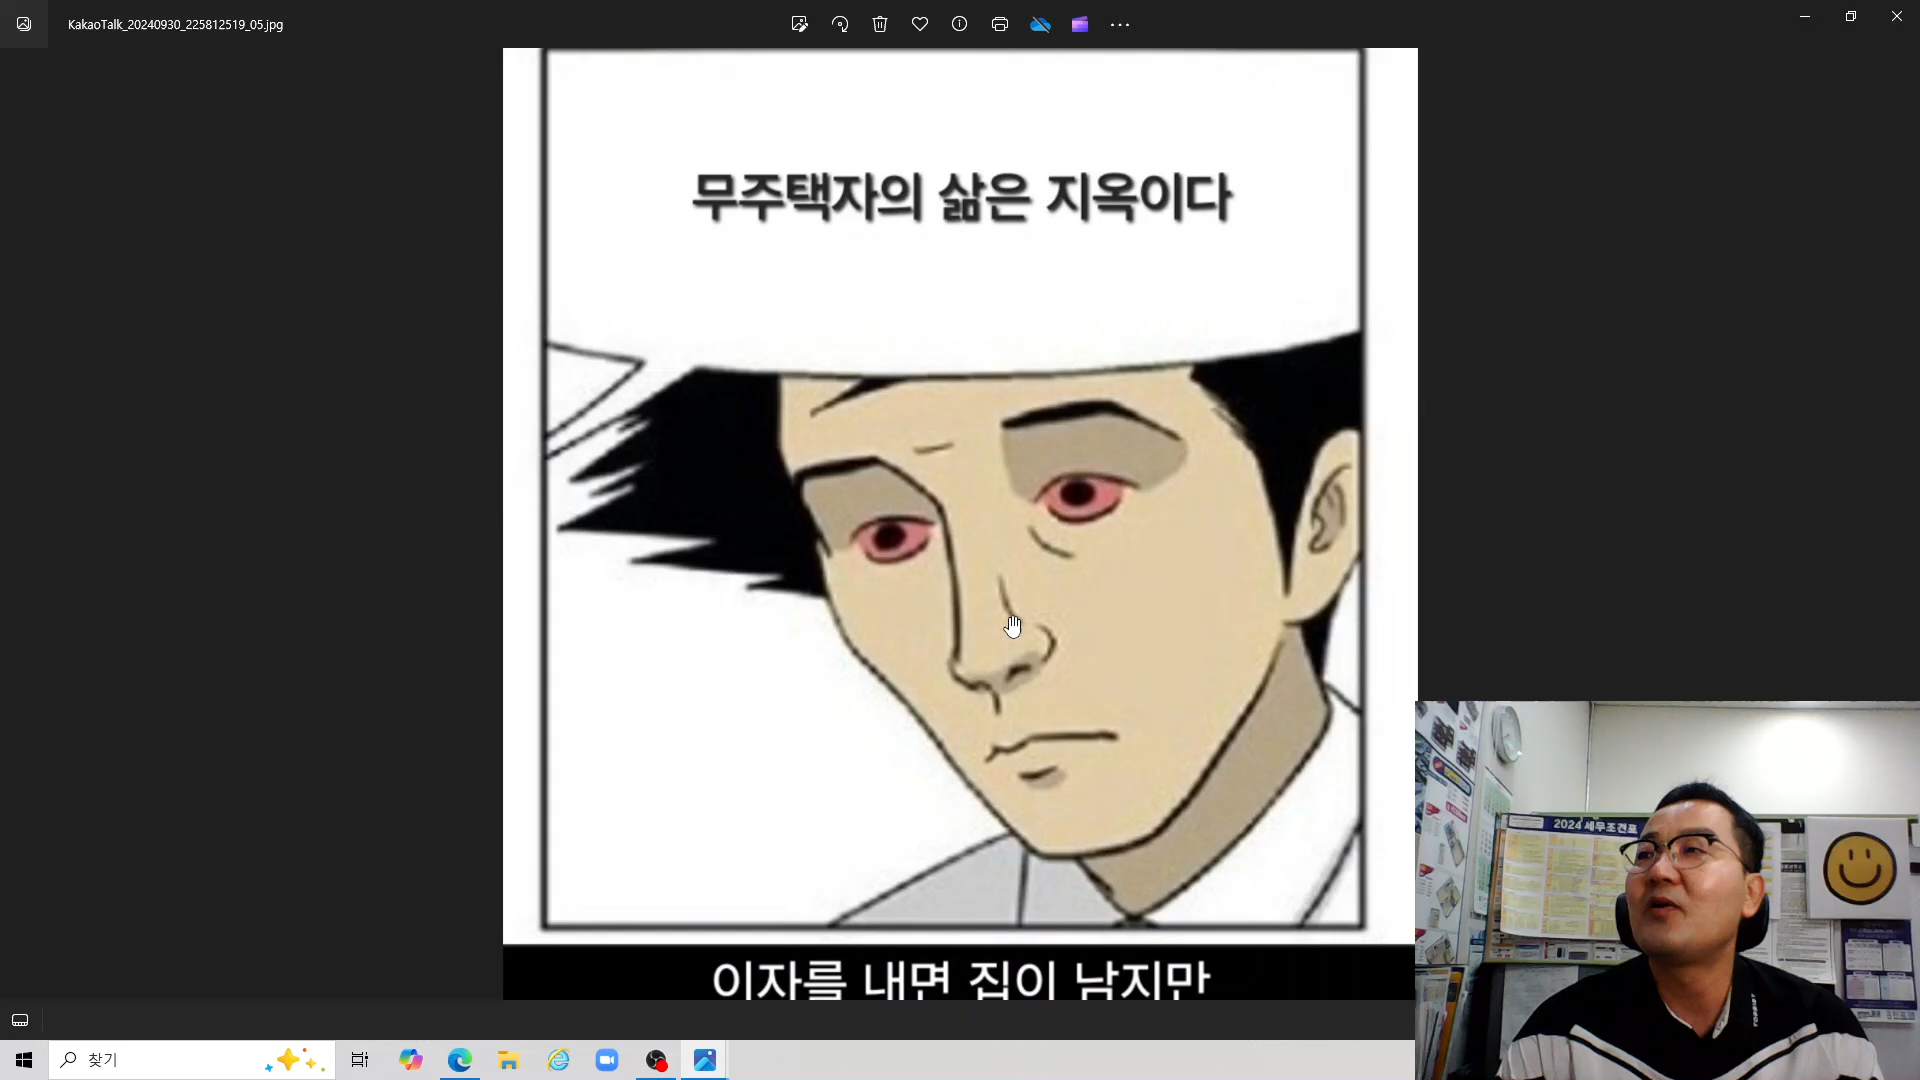 KakaoTalk_20240930_225812519_05.jpg
무주택자의 삶은 지옥이다
이자를 내면 집이 남지만
2024 세무조견표
찾기